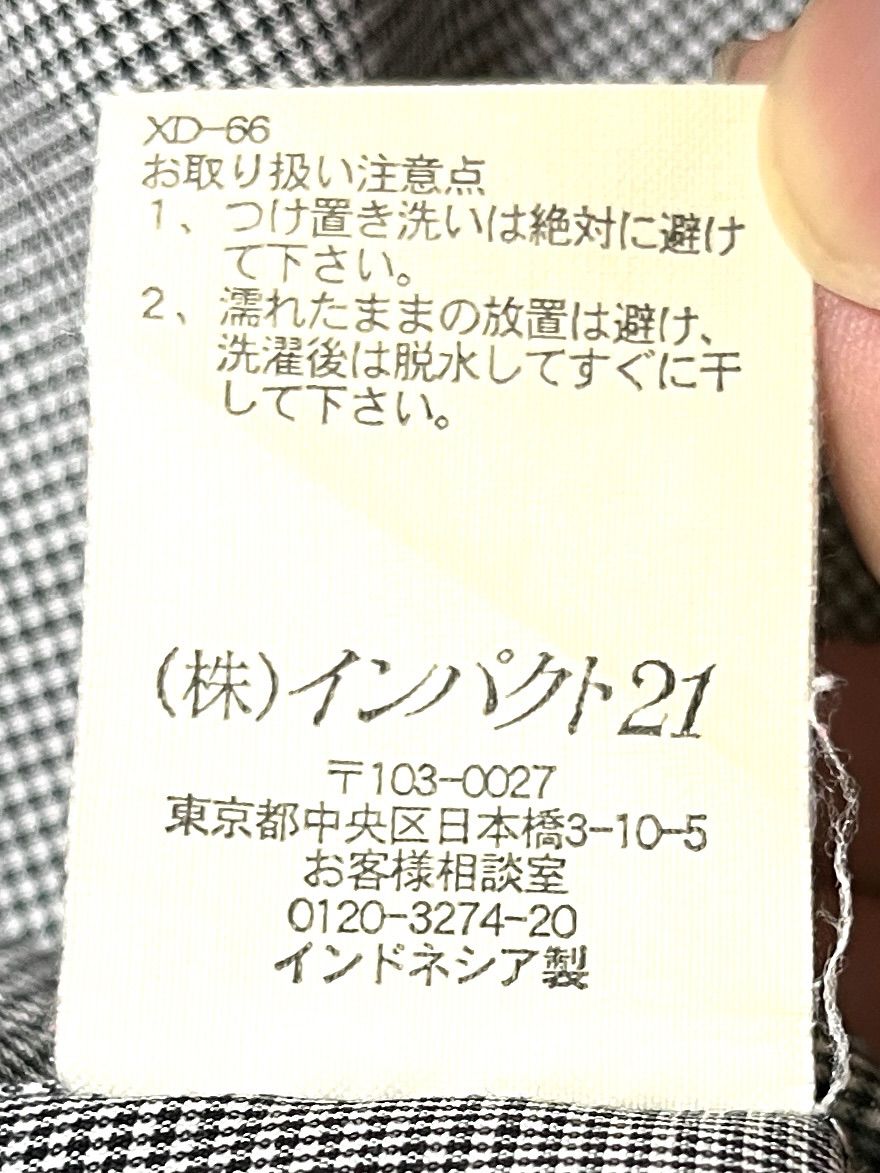 XD-66
お取り扱い注意点
1、つけ置き洗いは絶対に避け
て下さい。
2、濡れたままの放置は避け、
洗濯後は脱水してすぐに干
して下さい。
(株)インパクト21
〒103-0027
東京都中央区日本橋3-10-5
お客様相談室
0120-3274-20
インドネシア製